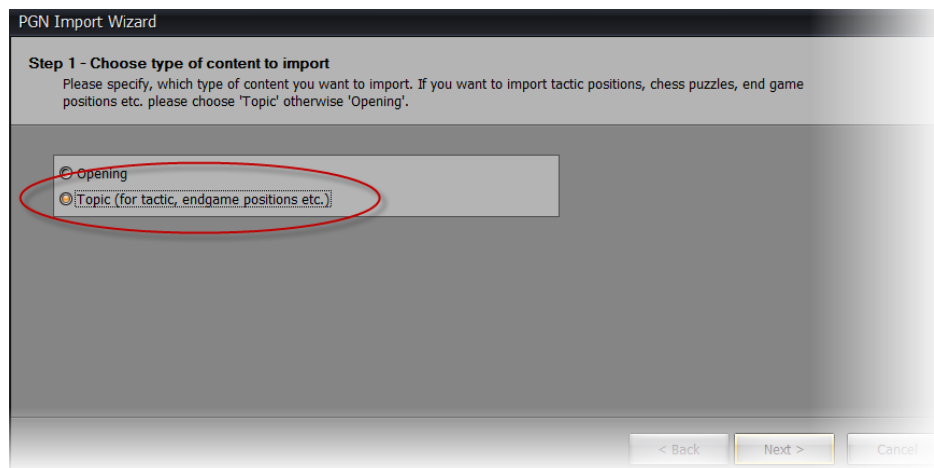 PGN Import Wizard
Step 1 - Choose type of content to import
Please specify, which type of content you want to import. If you want to import tactic positions, chess puzzles, end game
positions etc. please choose 'Topic' otherwise 'Opening'.
Opening
Topic (for tactic, endgame positions etc.)
< Back Next > Cancel